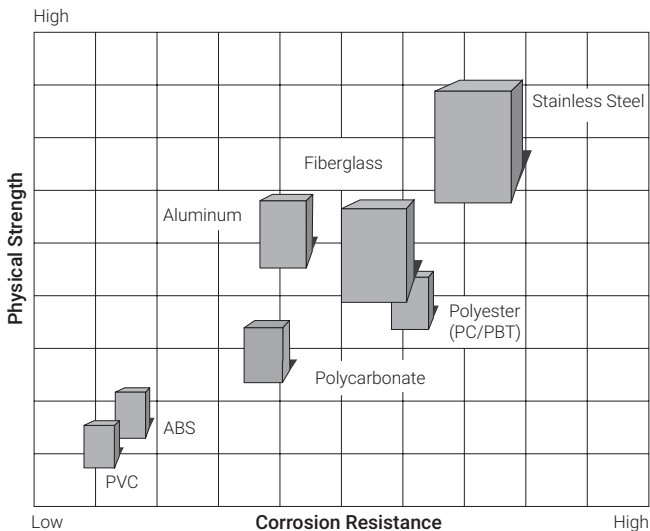 High
Stainless Steel
Fiberglass
Aluminum
Physical Strength
Polyester
(PC/PBT)
Polycarbonate
ABS
PVC
Low
Corrosion Resistance
High